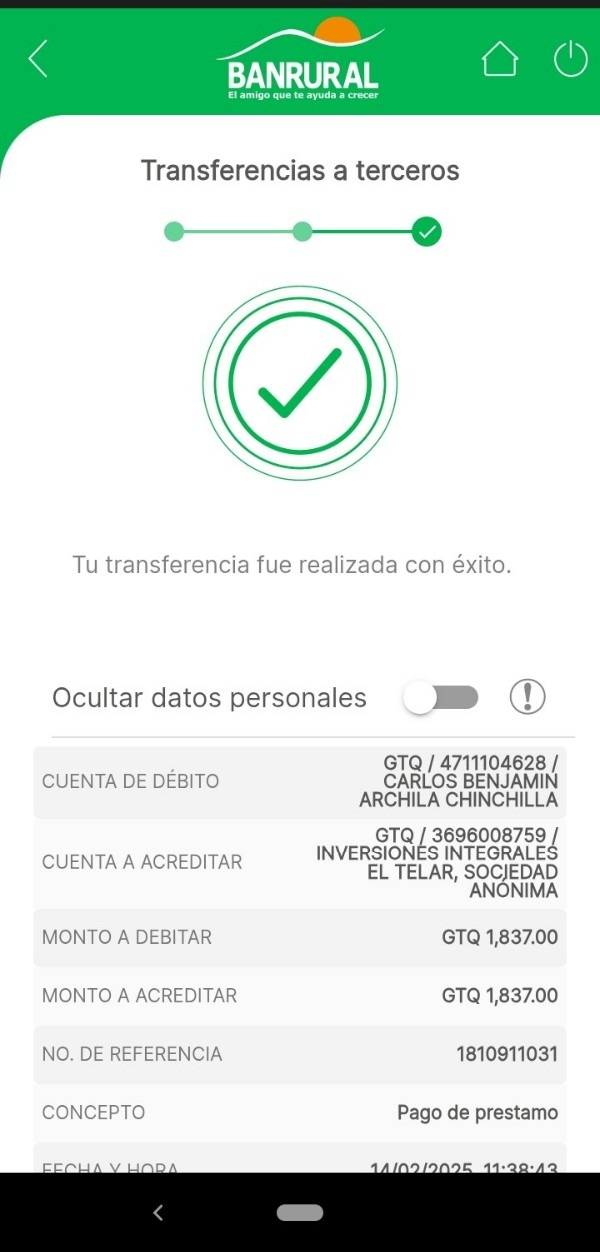 BANRURAL
El amigo que te ayuda a crecer
Transferencias a terceros
Tu transferencia fue realizada con éxito.
Ocultar datos personales
CUENTA DE DÉBITO
GTQ / 4711104628 /
CARLOS BENJAMIN
ARCHILA CHINCHILLA
CUENTA A ACREDITAR
GTQ / 3696008759 /
INVERSIONES INTEGRALES
EL TELAR, SOCIEDAD
ANÓNIMA
MONTO A DEBITAR GTQ 1,837.00
MONTO A ACREDITAR GTQ 1,837.00
NO. DE REFERENCIA 1810911031
CONCEPTO Pago de prestamo
FECHA Y HORA 14/02/2025, 11:38:43